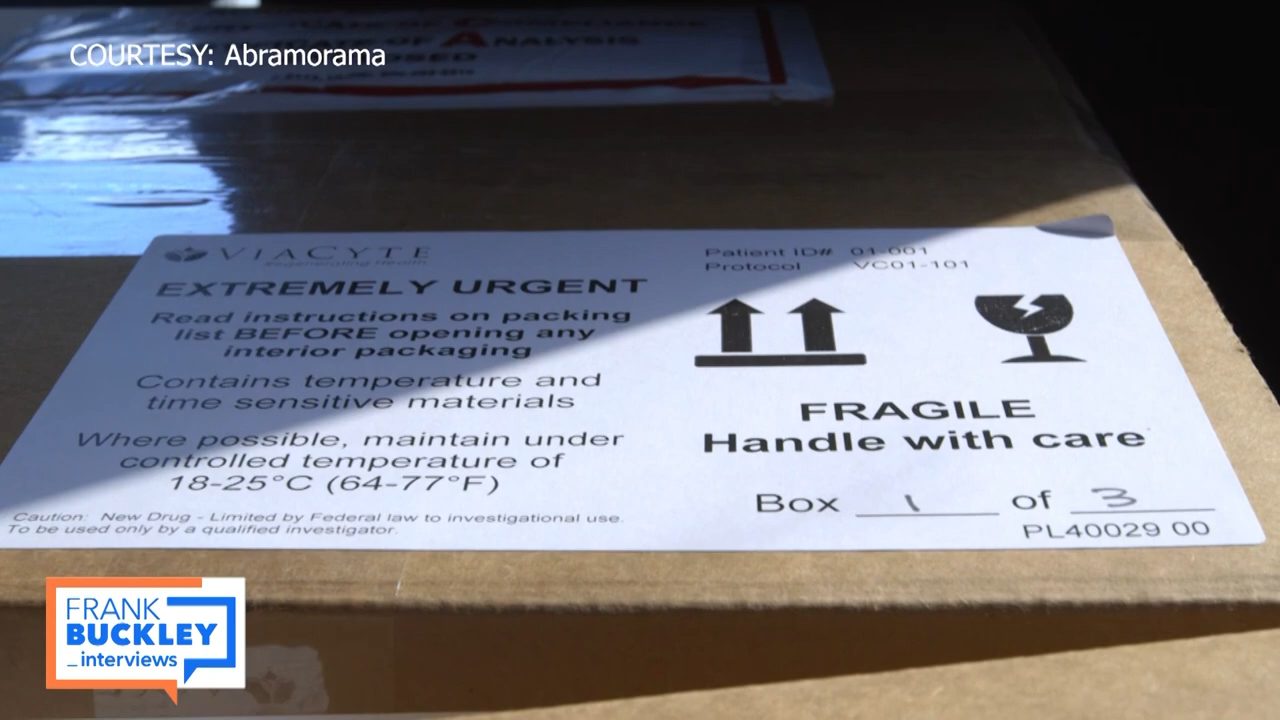 COURTESY: Abramorama
ANALYSIS
VIACYTE
Regenerating Health
EXTREMELY URGENT
Read instructions on packing
list BEFORE opening any
interior packaging
Contains temperature and
time sensitive materials
Where possible, maintain under
controlled temperature of
18-25°C (64-77°F)
Caution: New Drug - Limited by Federal law to investigational use.
To be used only by a qualified investigator.
Patient ID# 01-001
Protocol VC01-101
FRAGILE
Handle with care
Box 1 of 3
PL40029 00
FRANK
BUCKLEY
_interviews